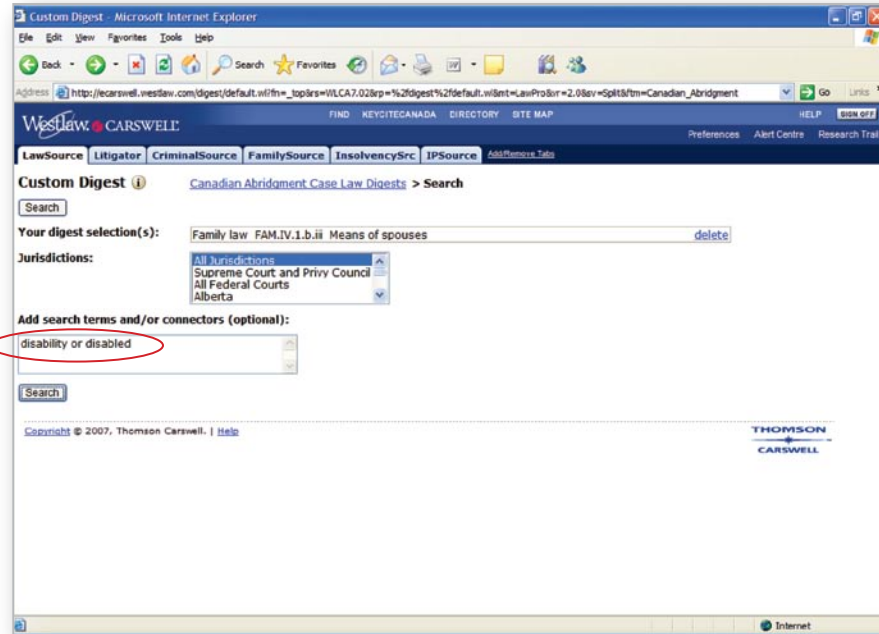 Custom Digest - Microsoft Internet Explorer
File Edit View Favorites Tools Help
Back Search Favorites
Address http://ecarswell.westlaw.com/digest/default.wl?fn=_top&rs=WLCA7.02&rp=%2fdigest%2fdefault.wl&mt=LawPro&vr=2.0&sv=Split&ftm=Canadian_Abridgment Go Links
Westlaw CARSWELL FIND KEYCITECANADA DIRECTORY SITE MAP HELP SIGN OFF
Preferences Alert Centre Research Trail
LawSource Litigator CriminalSource FamilySource InsolvencySrc IPSource Add/Remove Tabs
Custom Digest i Canadian Abridgment Case Law Digests > Search
Search
Your digest selection(s): Family law FAM.IV.1.b.iii Means of spouses delete
Jurisdictions: All Jurisdictions
Supreme Court and Privy Council
All Federal Courts
Alberta
Add search terms and/or connectors (optional):
disability or disabled
Search
Copyright © 2007, Thomson Carswell. | Help
THOMSON
CARSWELL
Internet